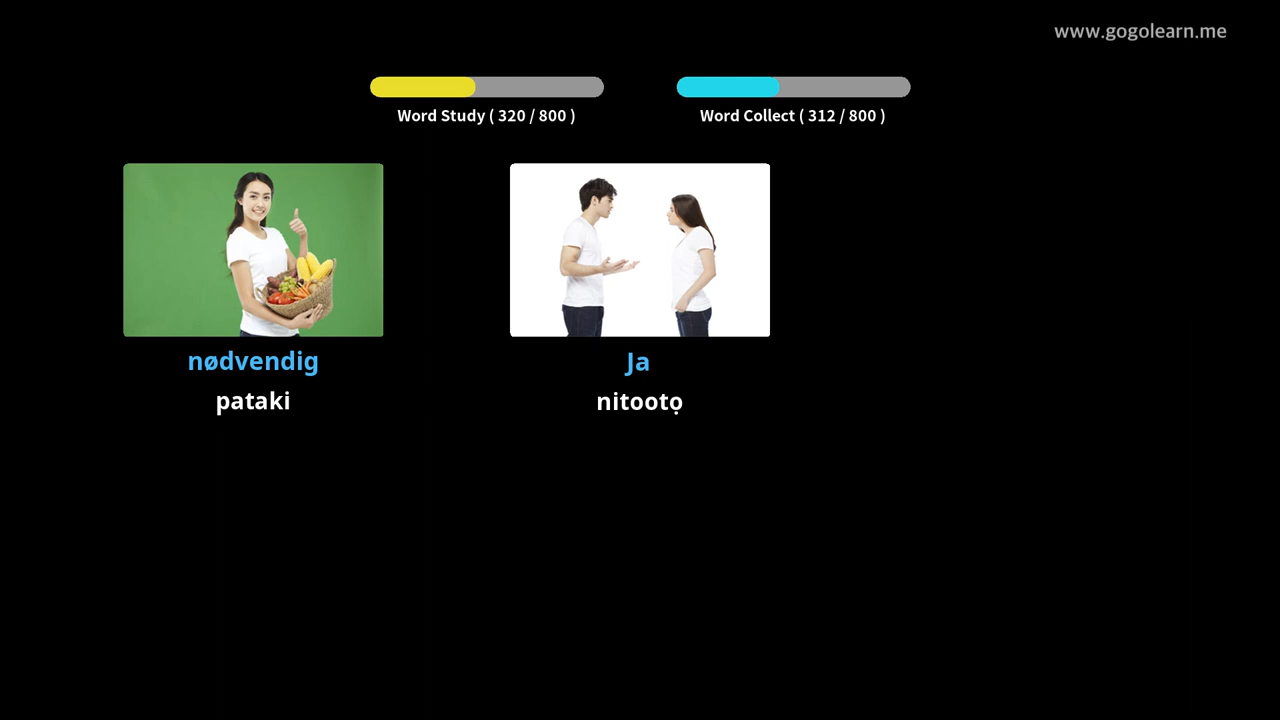 www.gogolearn.me
Word Study ( 320 / 800 )
Word Collect ( 312 / 800 )
nødvendig
pataki
Ja
nitootọ